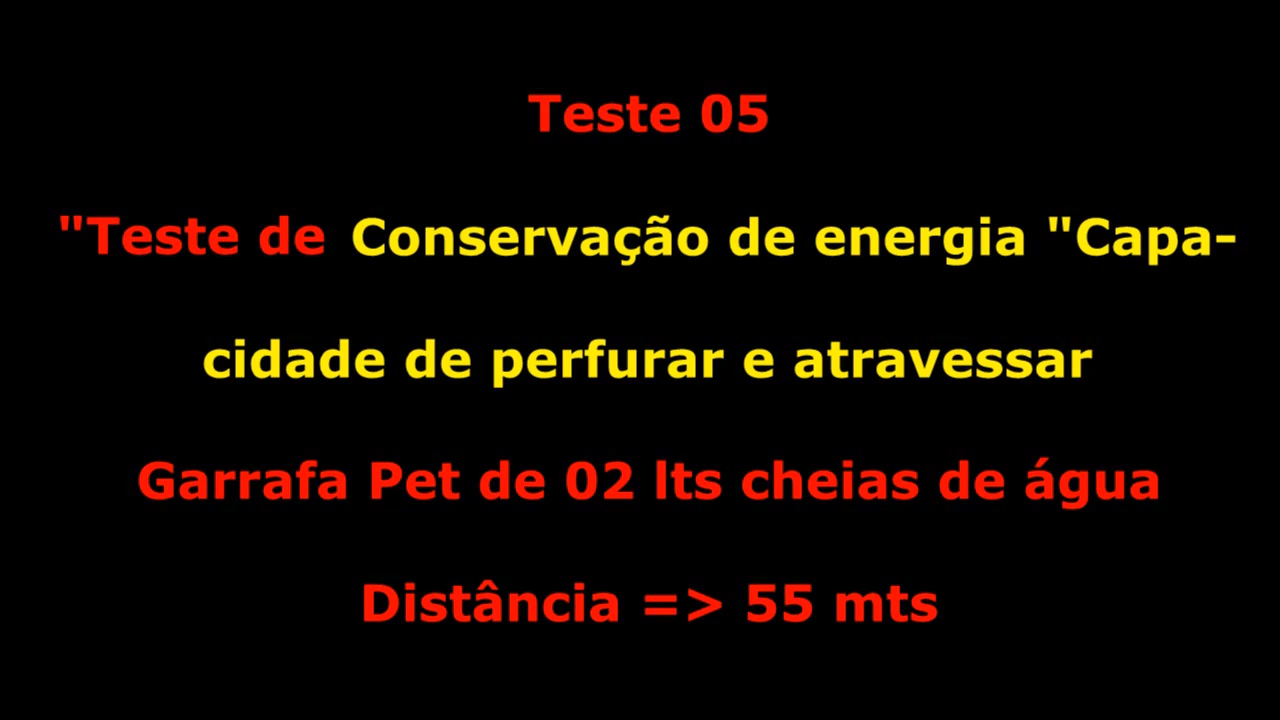 Teste 05
"Teste de Conservação de energia "Capa-
cidade de perfurar e atravessar
Garrafa Pet de 02 lts cheias de água
Distância => 55 mts